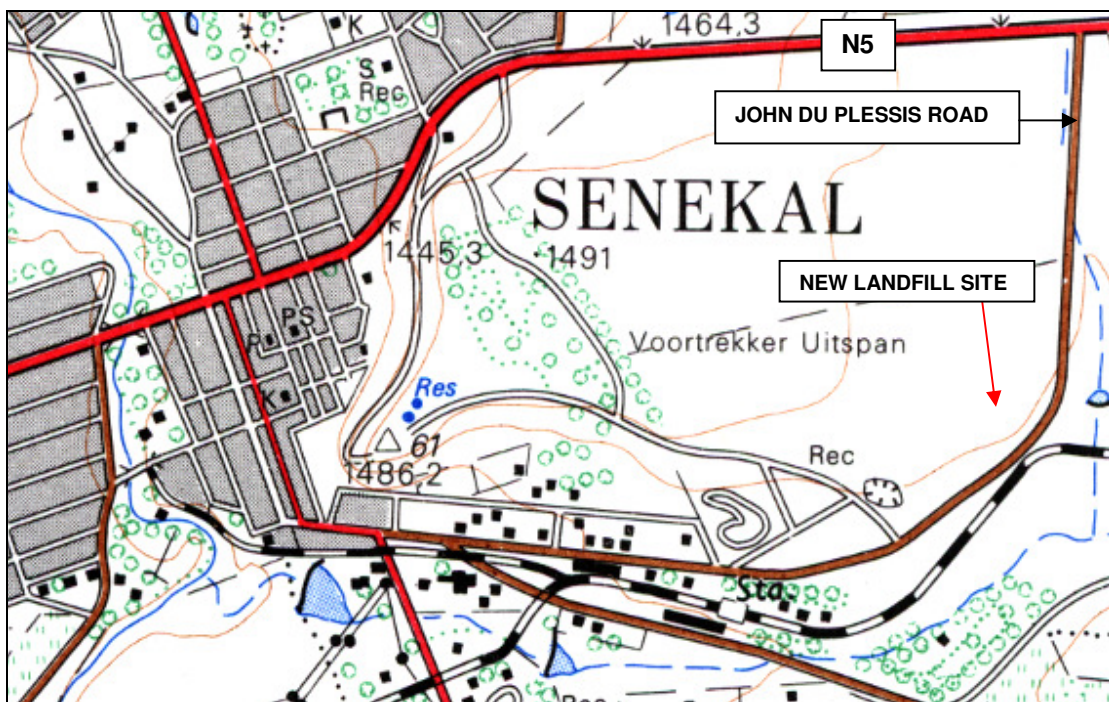 K
1464,3
N5
S
Rec
JOHN DU PLESSIS ROAD
SENEKAL
1445,3
1491
NEW LANDFILL SITE
PS
P
Voortrekker Uitspan
Res
K
61
1486,2
Rec
Sta